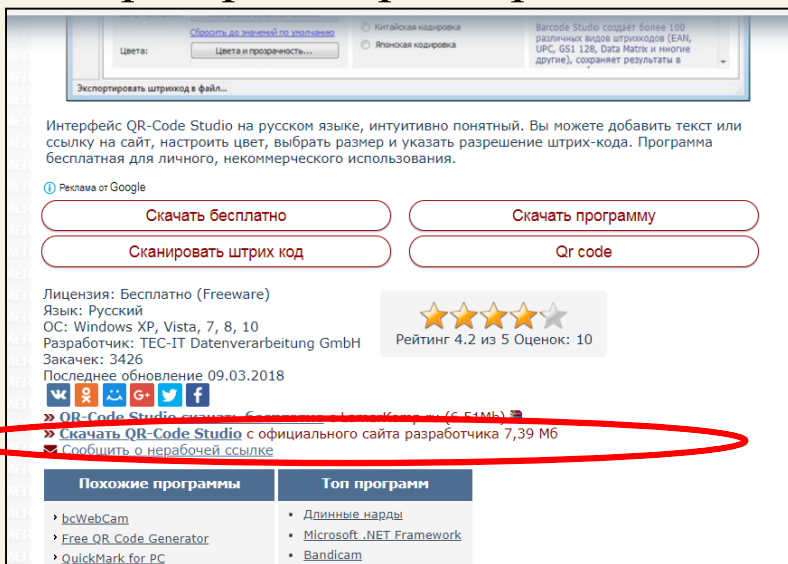 Сбросить до значений по умолчанию
Китайская кодировка
Японская кодировка
Цвета:
Цвета и прозрачность...
Barcode Studio создает более 100
различных видов штрихкодов (EAN,
UPC, GS1 128, Data Matrix и многие
другие), сохраняет результаты в
Экспортировать штрихкод в файл...
Интерфейс QR-Code Studio на русском языке, интуитивно понятный. Вы можете добавить текст или
ссылку на сайт, настроить цвет, выбрать размер и указать разрешение штрих-кода. Программа
бесплатная для личного, некоммерческого использования.
Реклама от Google
Скачать бесплатно
Скачать программу
Сканировать штрих код
Qr code
Лицензия: Бесплатно (Freeware)
Язык: Русский
ОС: Windows XP, Vista, 7, 8, 10
Разработчик: TEC-IT Datenverarbeitung GmbH
Закачек: 3426
Последнее обновление 09.03.2018
Рейтинг 4.2 из 5 Оценок: 10
G+
» QR-Code Studio скачать бесплатно с LamerKomp.ru (6,51Mb)
» Скачать QR-Code Studio с официального сайта разработчика 7,39 Мб
Сообщить о нерабочей ссылке
Похожие программы
Топ программ
bcWebCam
Free QR Code Generator
QuickMark for PC
• Длинные нарды
• Microsoft .NET Framework
• Bandicam